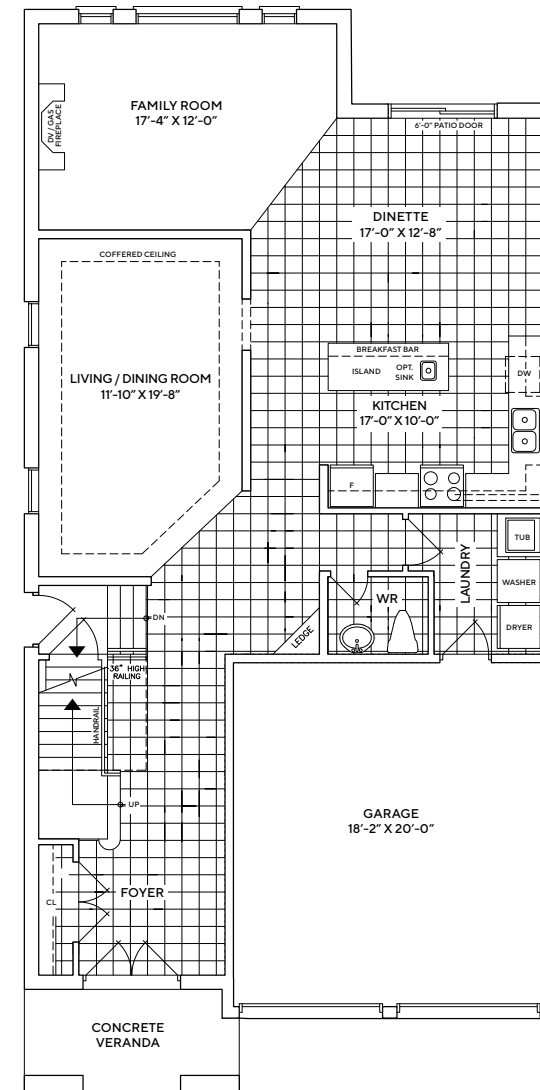 FAMILY ROOM
17'-4" X 12'-0"
DV / GAS
FIREPLACE
6'-0" PATIO DOOR
DINETTE
17'-0" X 12'-8"
COFFERED CEILING
LIVING / DINING ROOM
11'-10" X 19'-8"
BREAKFAST BAR
ISLAND
OPT.
SINK
DW
KITCHEN
17'-0" X 10'-0"
F
TUB
LAUNDRY
WASHER
DRYER
WR
LEDGE
DN
36" HIGH
RAILING
HANDRAIL
UP
GARAGE
18'-2" X 20'-0"
FOYER
CL
CONCRETE
VERANDA